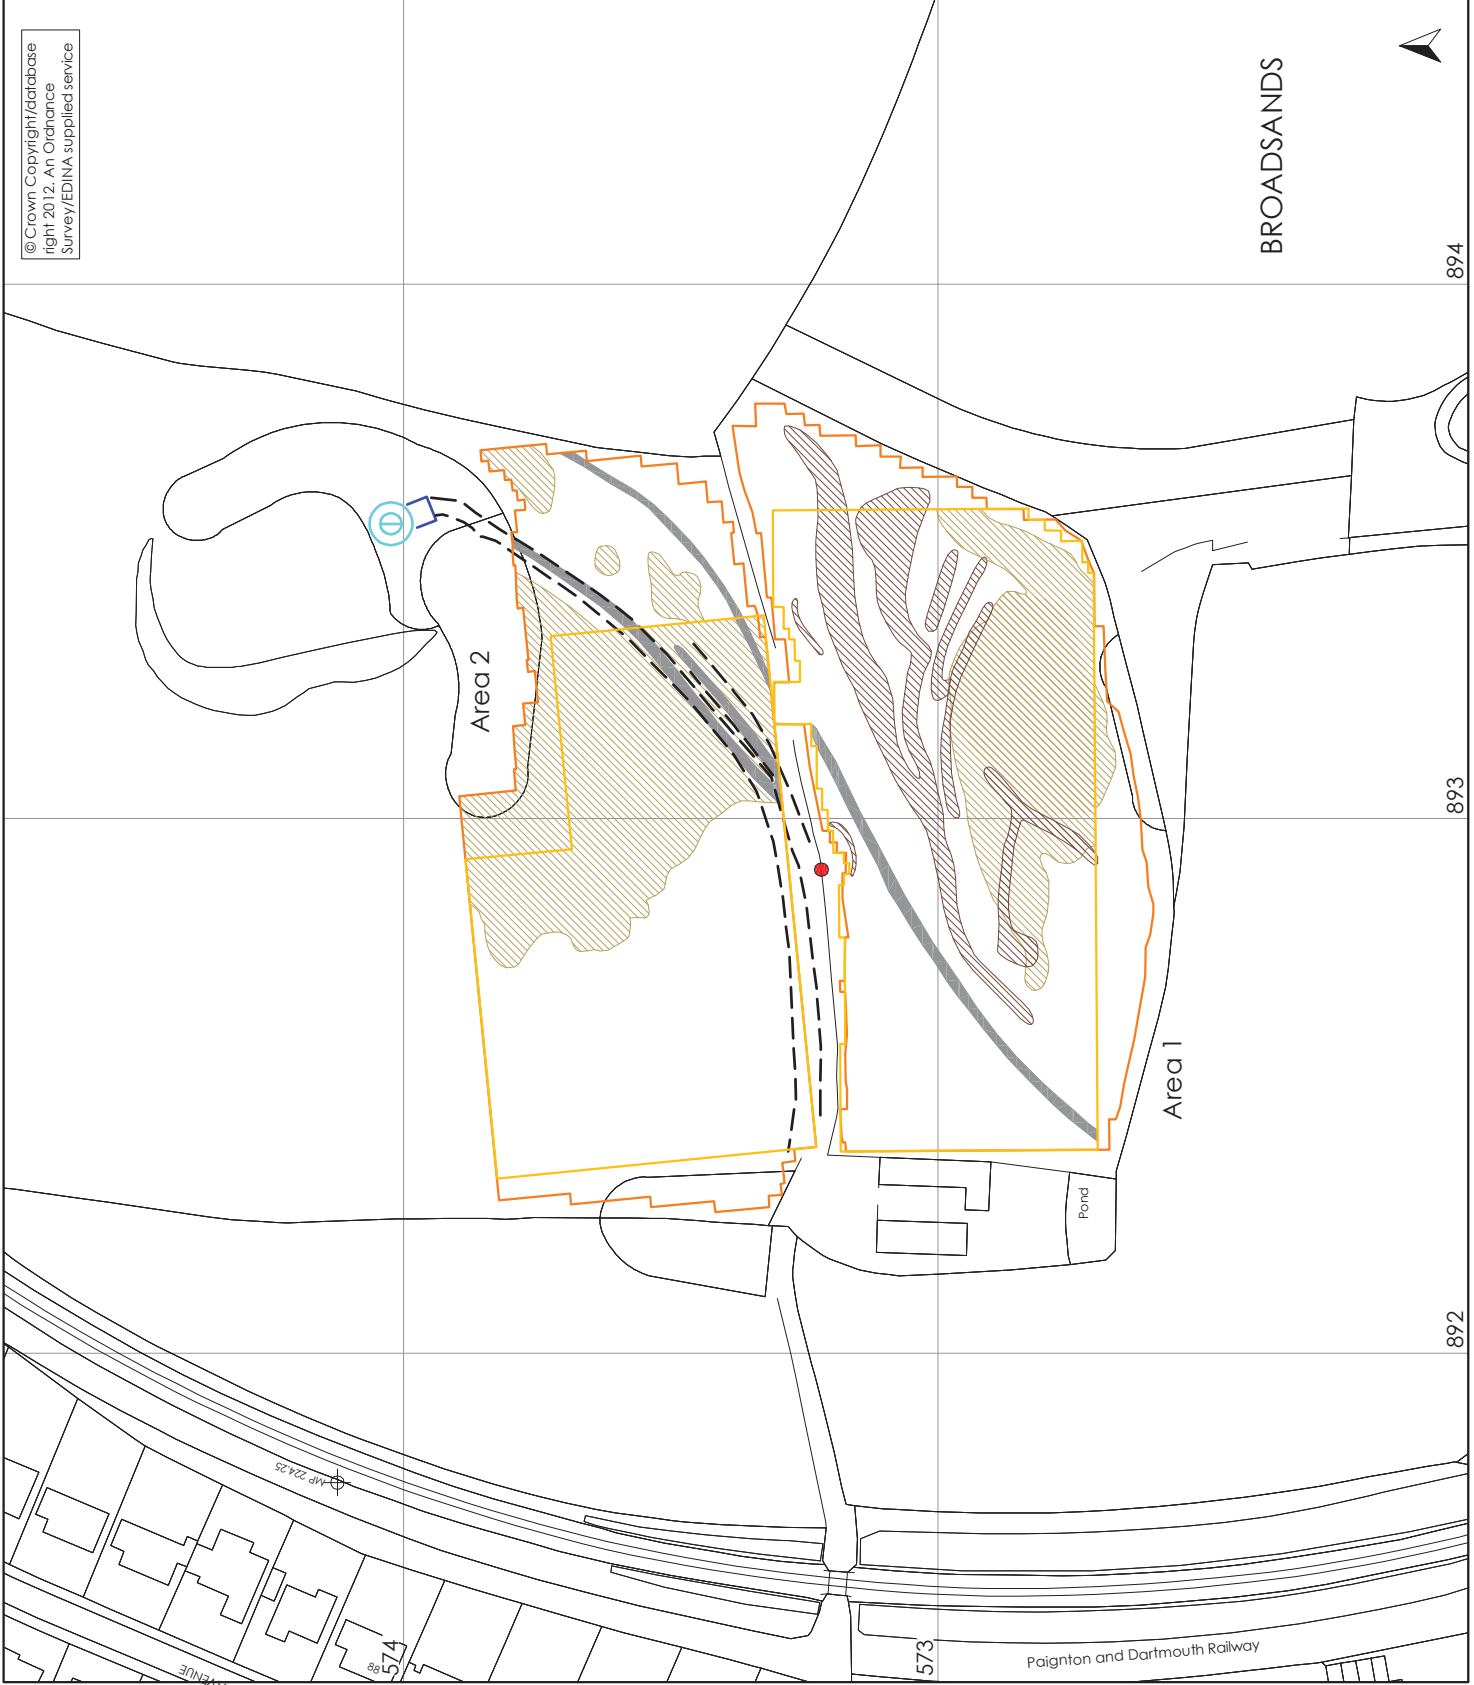 © Crown Copyright/database
right 2012. An Ordnance
Survey/EDINA supplied service
BROADSANDS
894
893
892
Area 2
Area 1
Pond
MP 224.25
574
573
88
Paignton and Dartmouth Railway